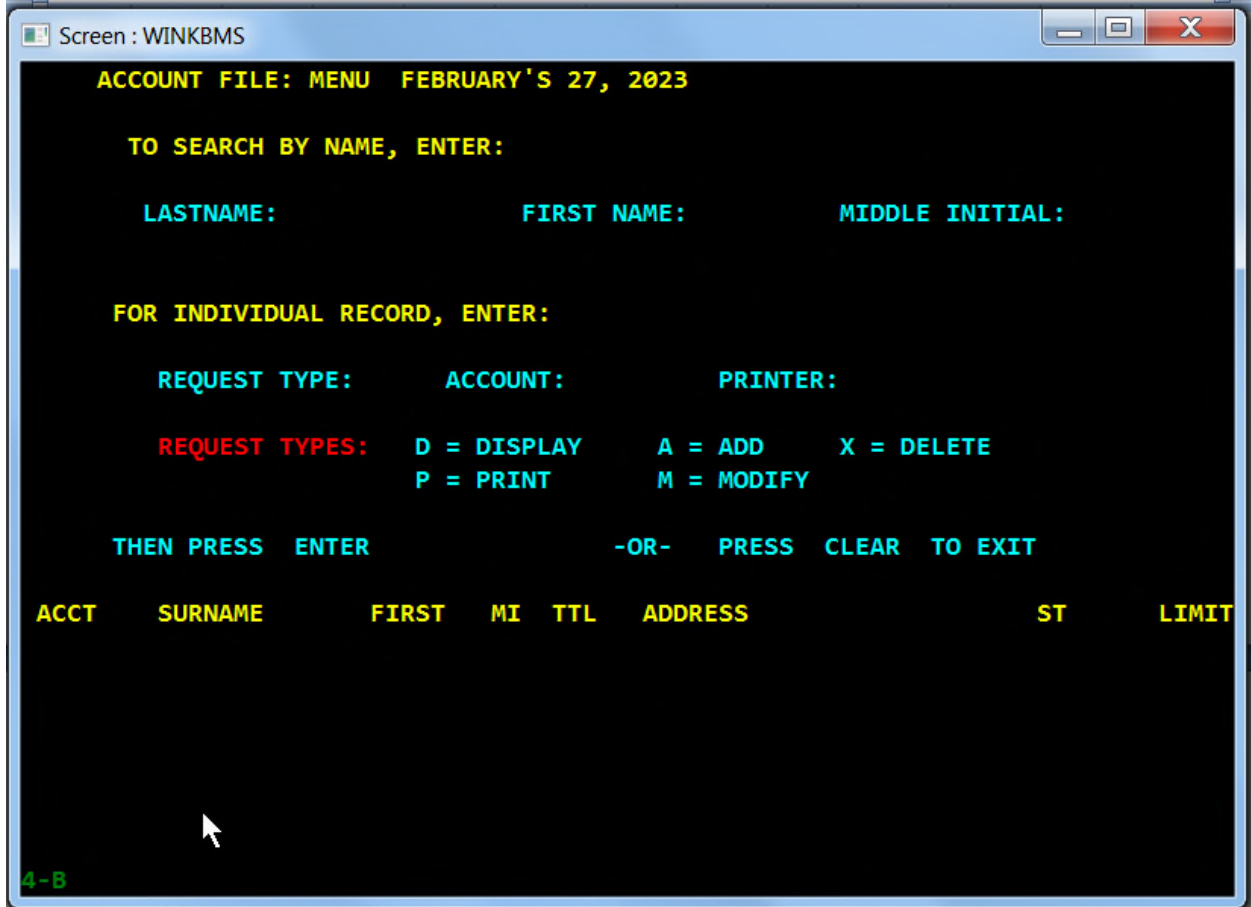 Screen : WINKBMS
ACCOUNT FILE: MENU FEBRUARY'S 27, 2023
TO SEARCH BY NAME, ENTER:
LASTNAME: FIRST NAME: MIDDLE INITIAL:
FOR INDIVIDUAL RECORD, ENTER:
REQUEST TYPE: ACCOUNT: PRINTER:
REQUEST TYPES: D = DISPLAY A = ADD X = DELETE
P = PRINT M = MODIFY
THEN PRESS ENTER -OR- PRESS CLEAR TO EXIT
ACCT SURNAME FIRST MI TTL ADDRESS ST LIMIT
4-B